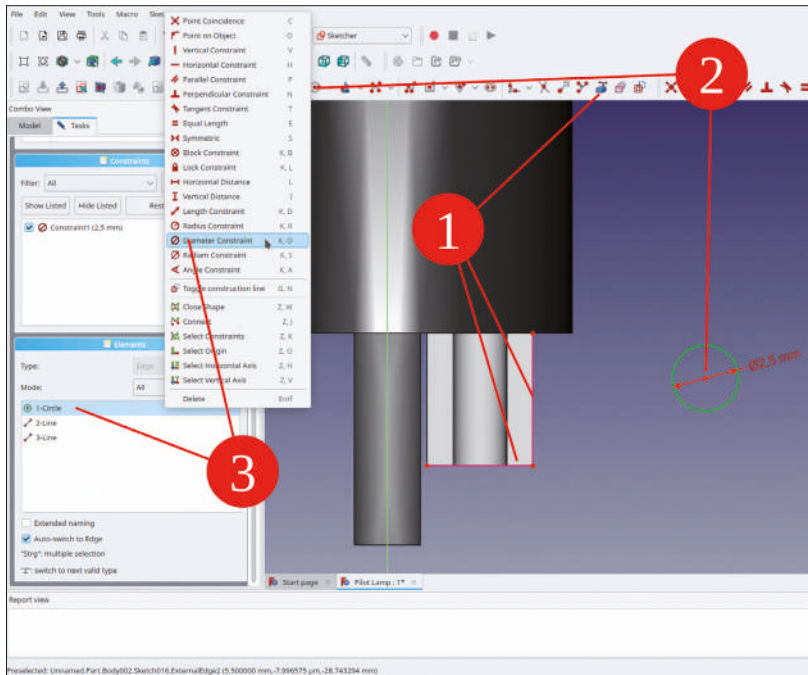 File Edit View Tools Macro
Sketcher
Combo View
Model Tasks
Constraints
Filter: All
Show Listed Hide Listed
Constraint1 (2,5 mm)
Elements
Type: Edge
Mode: All
1-Circle
2-Line
3-Line
Extended naming
Auto-switch to Edge
"Strg": multiple selection
"Z": switch to next valid type
Point Coincidence C
Point on Object O
Vertical Constraint V
Horizontal Constraint H
Parallel Constraint P
Perpendicular Constraint N
Tangent Constraint T
Equal Length E
Symmetric S
Block Constraint K, B
Lock Constraint K, L
Horizontal Distance L
Vertical Distance I
Length Constraint K, D
Radius Constraint K, R
Diameter Constraint K, O
Radiam Constraint K, S
Angle Constraint K, A
Toggle construction line G, N
Close Shape Z, W
Connect Z, J
Select Constraints Z, K
Select Origin Z, O
Select Horizontal Axis Z, H
Select Vertical Axis Z, V
Delete Entf
1
2
3
Ø2,5 mm
Start page
Pilot Lamp : 1*
Report view
Preselected: Unnamed.Part.Body002.Sketch016.ExternalEdge2 (5.500000 mm,-7.996575 µm,-28.743294 mm)